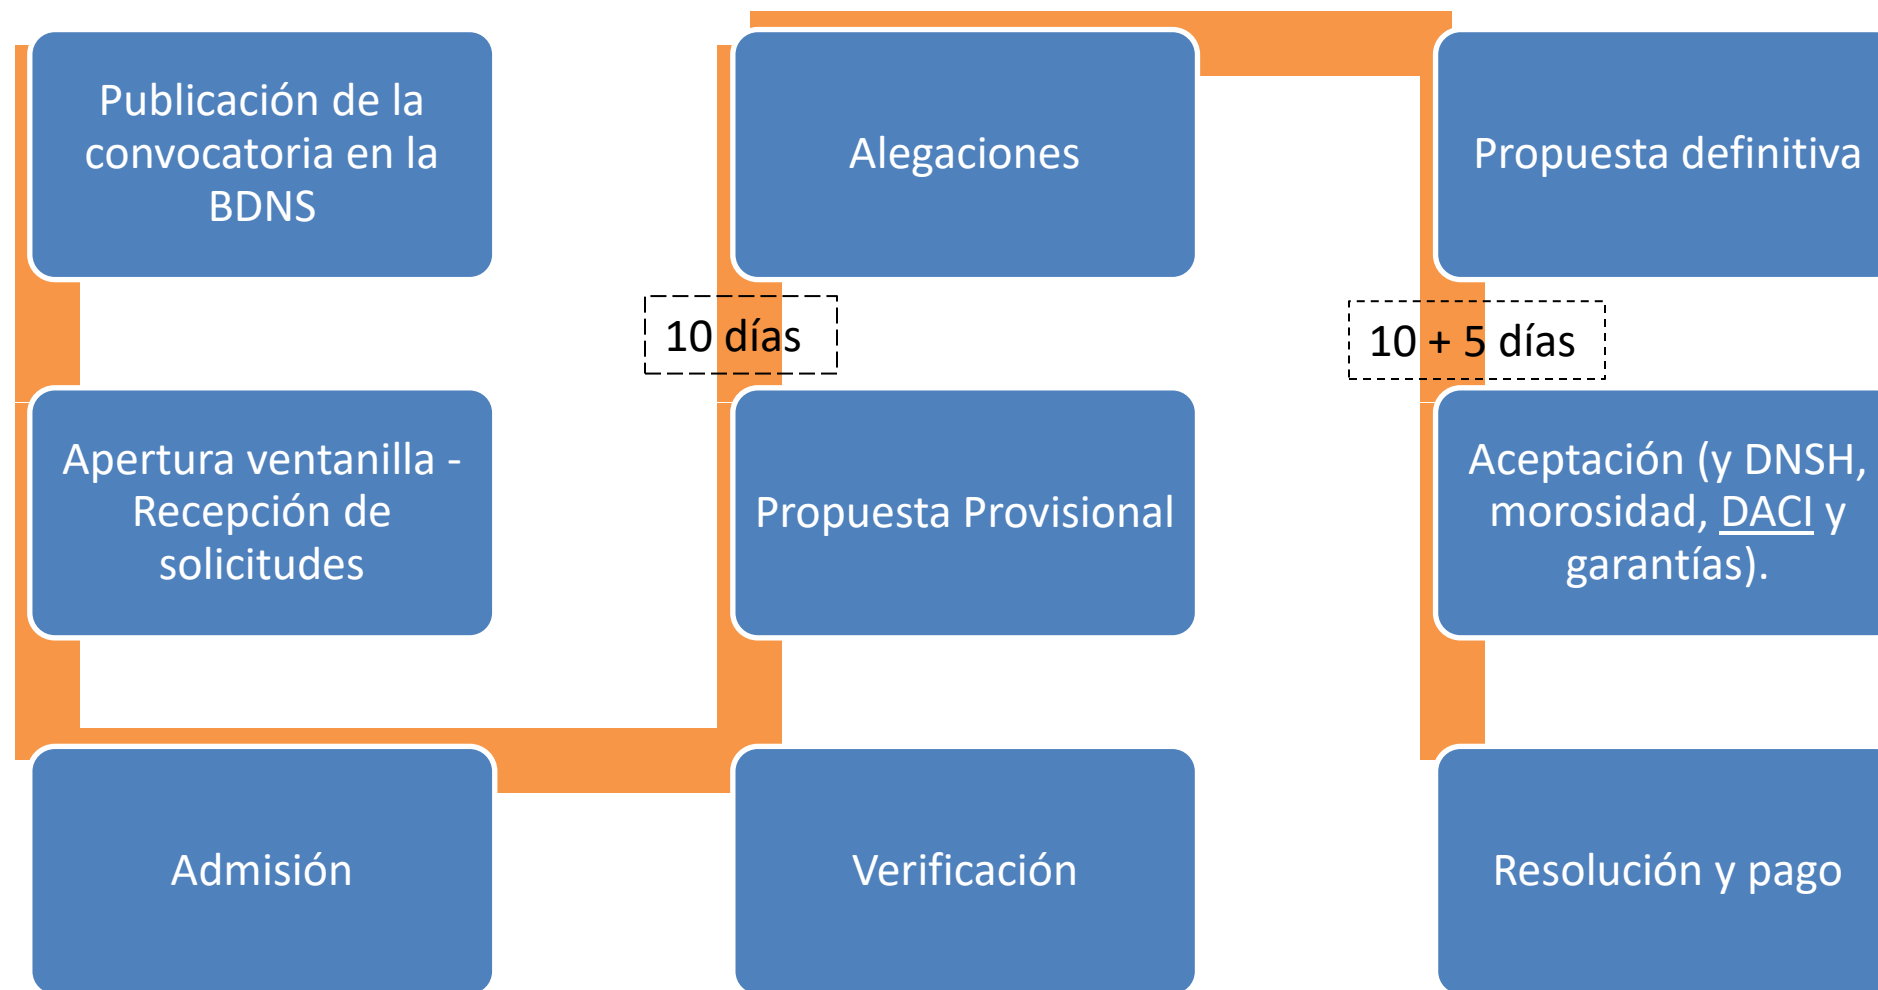 Publicación de la
convocatoria en la
BDNS
Apertura ventanilla -
Recepción de
solicitudes
Admisión
Verificación
Propuesta Provisional
10 días
Alegaciones
Propuesta definitiva
10 + 5 días
Aceptación (y DNSH,
morosidad, DACI y
garantías).
Resolución y pago